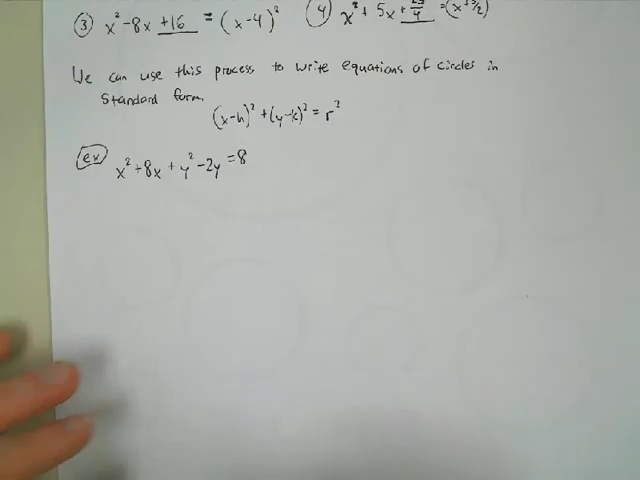 ③ x² - 8x + 16 = (x-4)² ④ x² + 5x + 25/4 = (x+5/2)²
We can use this process to write equations of circles in
Standard form.
(x-h)² + (y-k)² = r²
ex x² + 8x + y² - 2y = 8